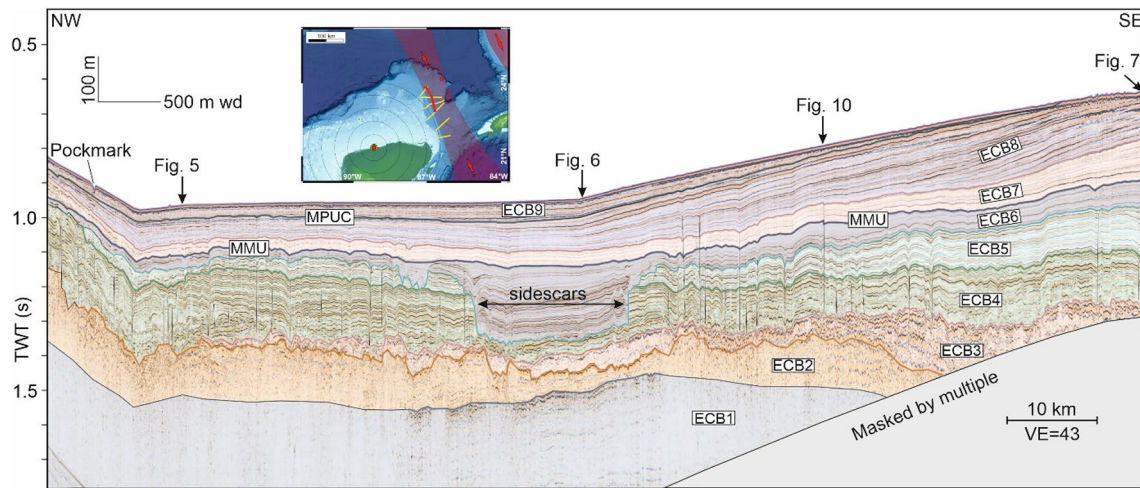 NW
SE
0.5
1.0
1.5
TWT (s)
100 m
500 m wd
100 km
24°N
21°N
90°W
87°W
84°W
Fig. 7
Fig. 10
Pockmark
Fig. 5
Fig. 6
ECB8
ECB9
MPUC
ECB7
MMU
MMU
ECB6
ECB5
sidescars
ECB4
ECB3
ECB2
ECB1
Masked by multiple
10 km
VE=43